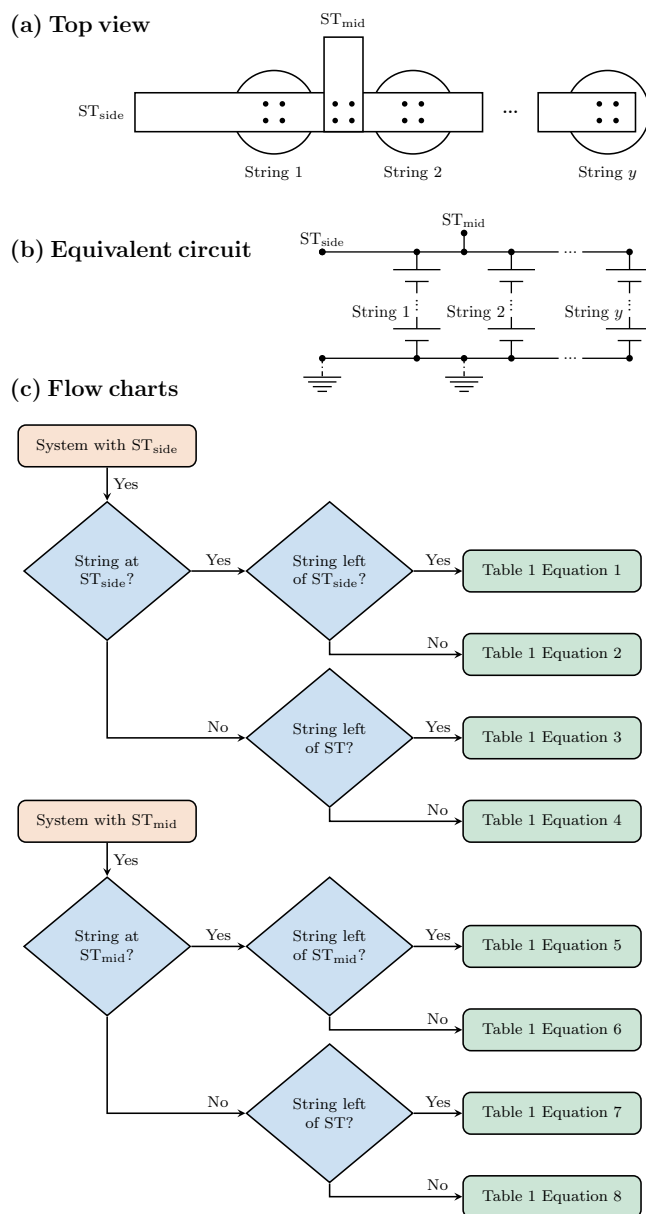 (a) Top view
ST_mid
ST_side
...
String 1
String 2
String y
(b) Equivalent circuit
ST_side
ST_mid
...
String 1
String 2
String y
...
(c) Flow charts
System with ST_side
Yes
String at
ST_side?
Yes
String left
of ST_side?
Yes
Table 1 Equation 1
No
Table 1 Equation 2
No
String left
of ST?
Yes
Table 1 Equation 3
No
Table 1 Equation 4
System with ST_mid
Yes
String at
ST_mid?
Yes
String left
of ST_mid?
Yes
Table 1 Equation 5
No
Table 1 Equation 6
No
String left
of ST?
Yes
Table 1 Equation 7
No
Table 1 Equation 8